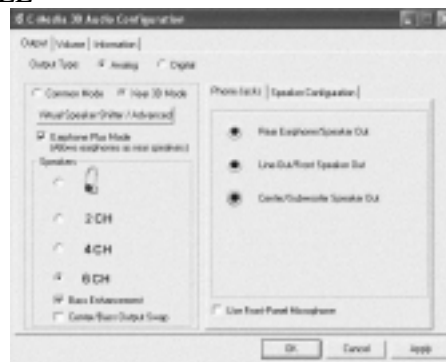 C-Media 3D Audio Configuration
Output | Volume | Information
Output Type Analog Digital
Common Mode New 3D Mode
Virtual Speaker Shifter / Advanced
Earphone Plus Mode
(Allows earphones as rear speakers)
Speakers
2 CH
4 CH
6 CH
Bass Enhancement
Center/Bass Output Swap
Phone Jacks | Speaker Configuration
Rear Earphone/Speaker Out
Line Out/Front Speaker Out
Center/Subwoofer Speaker Out
Use Front-Panel Microphone
OK Cancel Apply